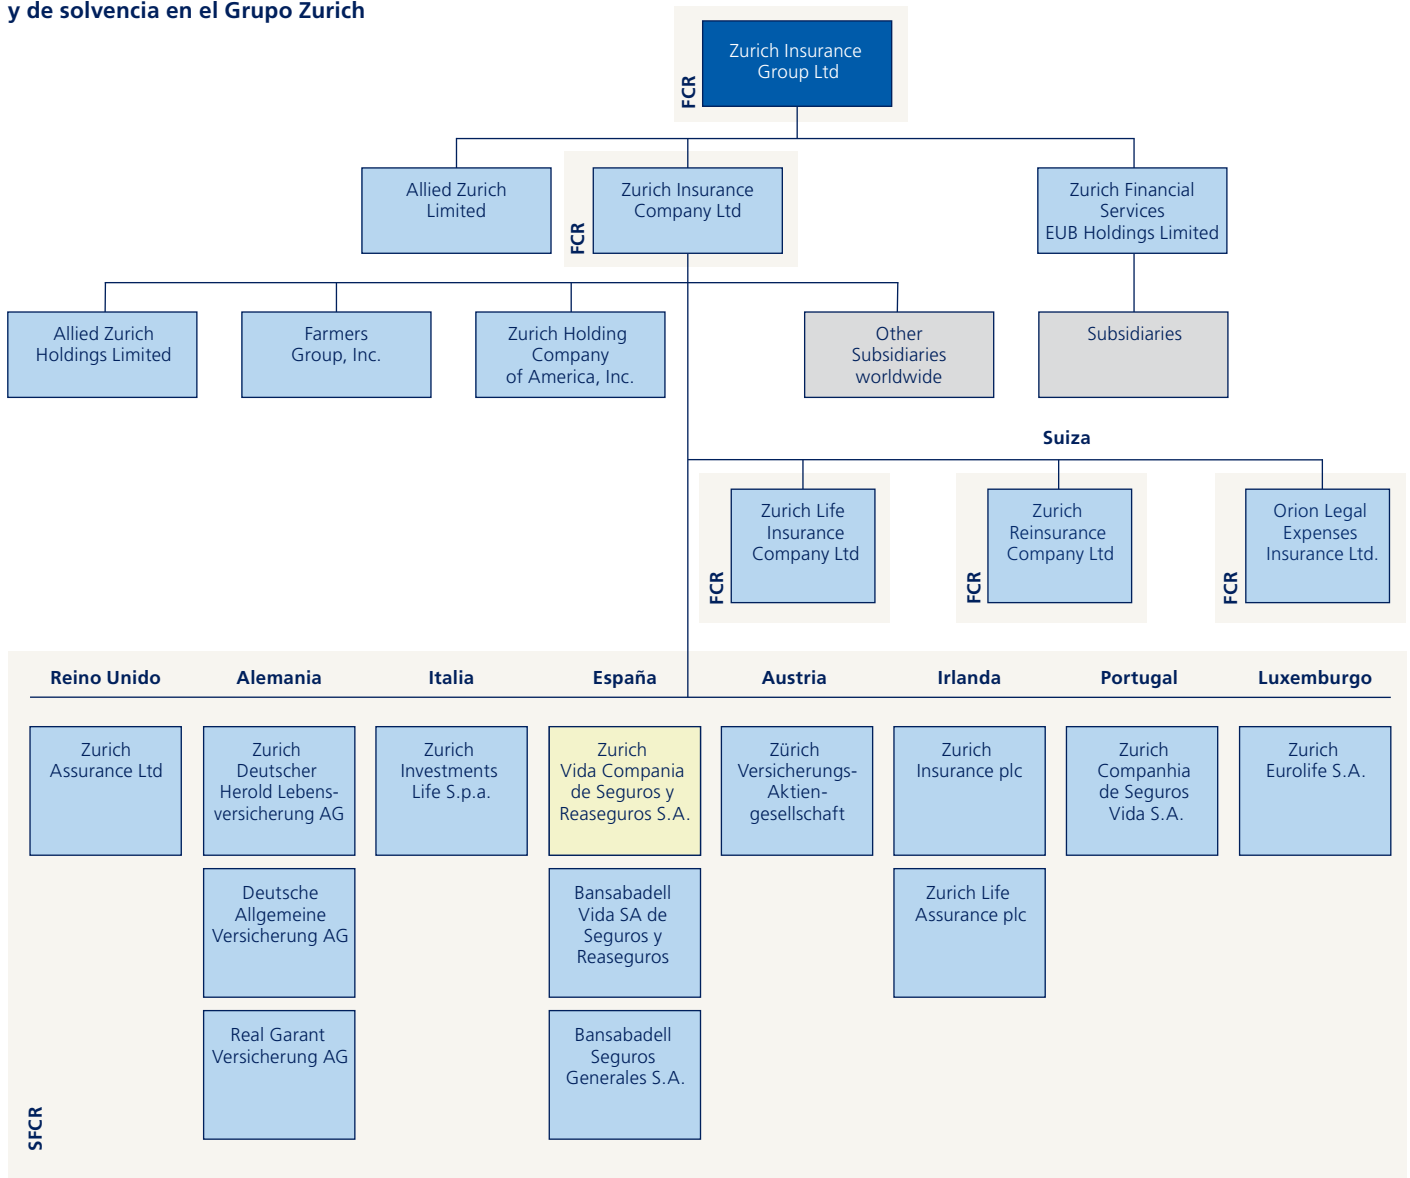 y de solvencia en el Grupo Zurich
Zurich Insurance
Group Ltd
FCR
Allied Zurich
Limited
Zurich Insurance
Company Ltd
FCR
Zurich Financial
Services
EUB Holdings Limited
Allied Zurich
Holdings Limited
Farmers
Group, Inc.
Zurich Holding
Company
of America, Inc.
Other
Subsidiaries
worldwide
Subsidiaries
Suiza
Zurich Life
Insurance
Company Ltd
FCR
Zurich
Reinsurance
Company Ltd
FCR
Orion Legal
Expenses
Insurance Ltd.
FCR
Reino Unido
Alemania
Italia
España
Austria
Irlanda
Portugal
Luxemburgo
Zurich
Assurance Ltd
Zurich
Deutscher
Herold Lebens-
versicherung AG
Zurich
Investments
Life S.p.a.
Zurich
Vida Compania
de Seguros y
Reaseguros S.A.
Zürich
Versicherungs-
Aktien-
gesellschaft
Zurich
Insurance plc
Zurich
Companhia
de Seguros
Vida S.A.
Zurich
Eurolife S.A.
Deutsche
Allgemeine
Versicherung AG
Bansabadell
Vida SA de
Seguros y
Reaseguros
Zurich Life
Assurance plc
Real Garant
Versicherung AG
Bansabadell
Seguros
Generales S.A.
SFCR